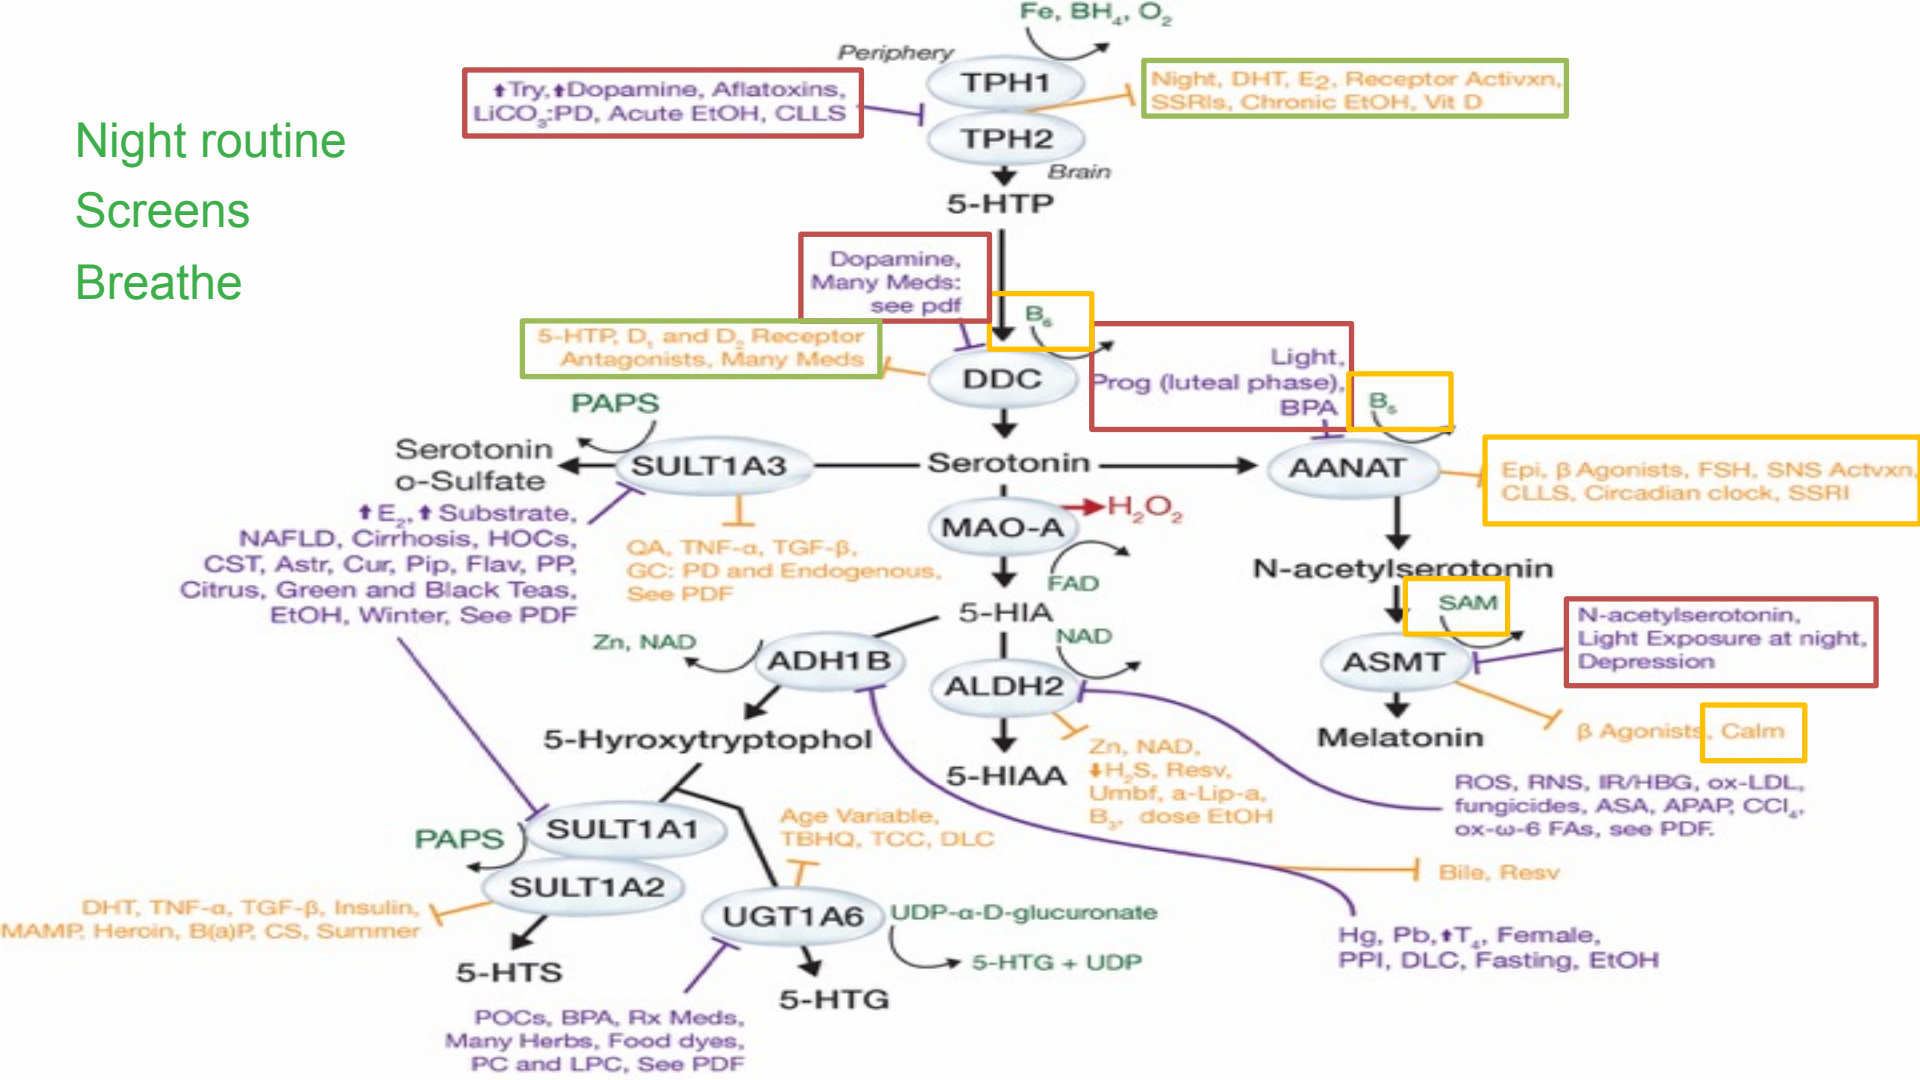 Fe, BH4, O2
Periphery
TPH1
↑Try,↑Dopamine, Aflatoxins,
LiCO3:PD, Acute EtOH, CLLS
Night, DHT, E2, Receptor Activxn,
SSRIs, Chronic EtOH, Vit D
TPH2
Brain
Night routine
Screens
Breathe
5-HTP
Dopamine,
Many Meds:
see pdf
B6
5-HTP, D1 and D2 Receptor
Antagonists, Many Meds
DDC
Light,
Prog (luteal phase),
BPA
B5
PAPS
Serotonin
o-Sulfate
SULT1A3
Serotonin
AANAT
Epi, β Agonists, FSH, SNS Actvxn,
CLLS, Circadian clock, SSRI
↑E2,↑ Substrate,
NAFLD, Cirrhosis, HOCs,
CST, Astr, Cur, Pip, Flav, PP,
Citrus, Green and Black Teas,
EtOH, Winter, See PDF
QA, TNF-α, TGF-β,
GC: PD and Endogenous,
See PDF
MAO-A
H2O2
FAD
N-acetylserotonin
5-HIA
SAM
N-acetylserotonin,
Light Exposure at night,
Depression
Zn, NAD
ADH1B
NAD
ALDH2
ASMT
5-Hyroxytryptophol
5-HIAA
Zn, NAD,
↓H2S, Resv,
Umbf, a-Lip-a,
B3, dose EtOH
Melatonin
β Agonists, Calm
ROS, RNS, IR/HBG, ox-LDL,
fungicides, ASA, APAP, CCl4,
ox-ω-6 FAs, see PDF.
PAPS
SULT1A1
SULT1A2
Age Variable,
TBHQ, TCC, DLC
Bile, Resv
DHT, TNF-α, TGF-β, Insulin,
MAMP, Heroin, B(a)P, CS, Summer
UGT1A6
UDP-α-D-glucuronate
5-HTG + UDP
Hg, Pb,↑T4, Female,
PPI, DLC, Fasting, EtOH
5-HTS
5-HTG
POCs, BPA, Rx Meds,
Many Herbs, Food dyes,
PC and LPC, See PDF